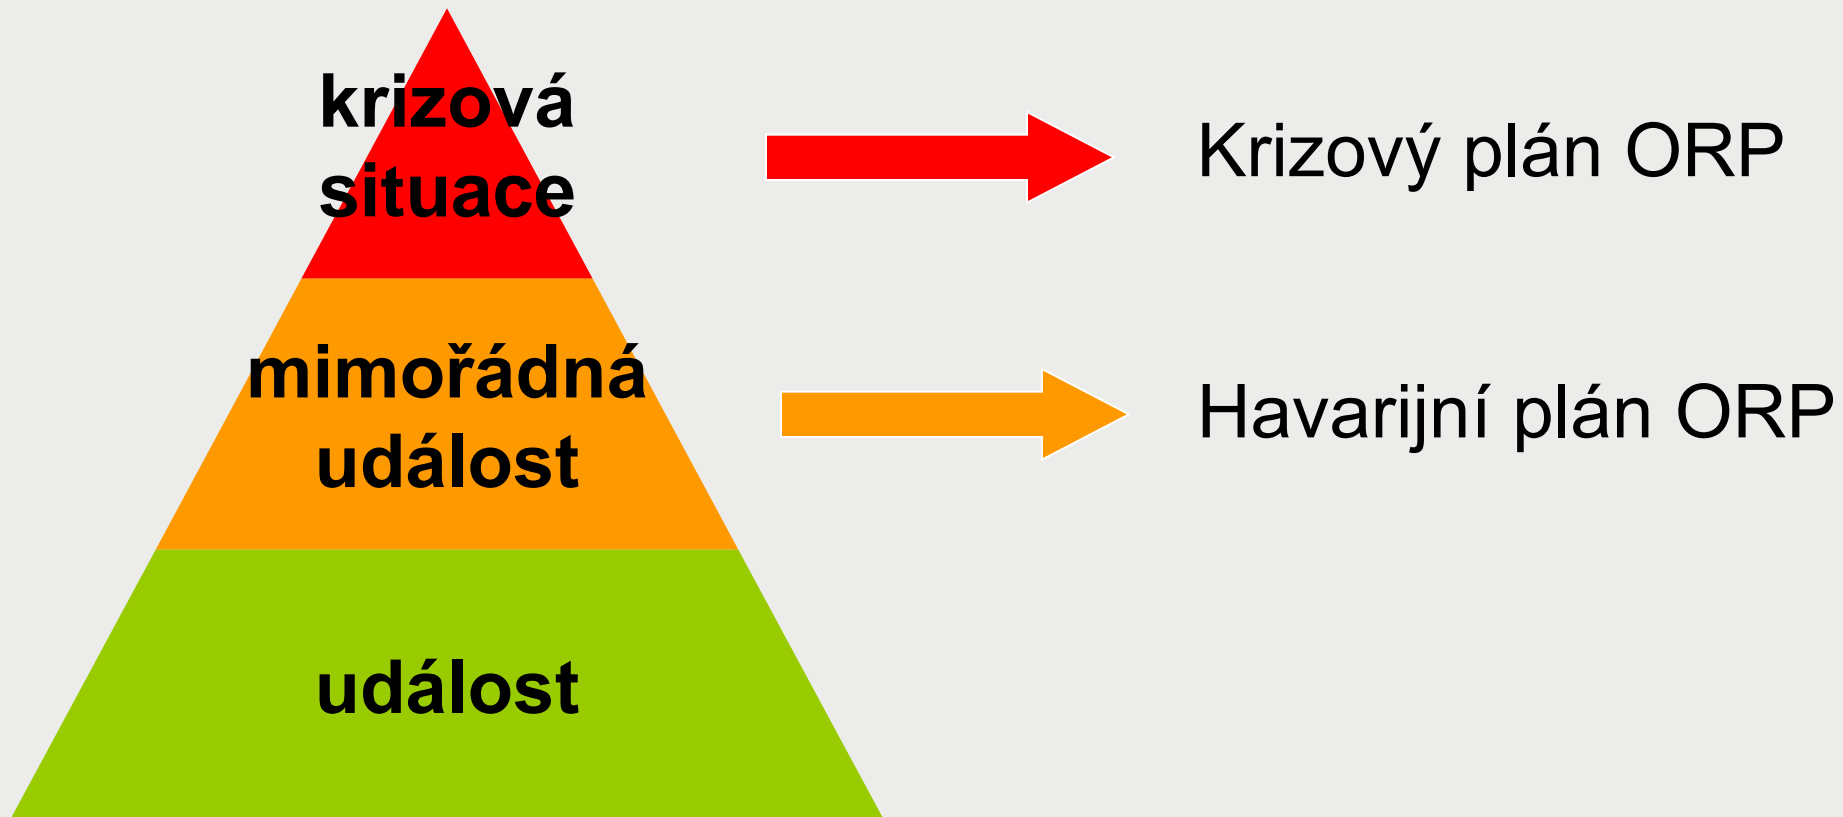 krizová
situace
Krizový plán ORP
mimořádná
událost
Havarijní plán ORP
událost